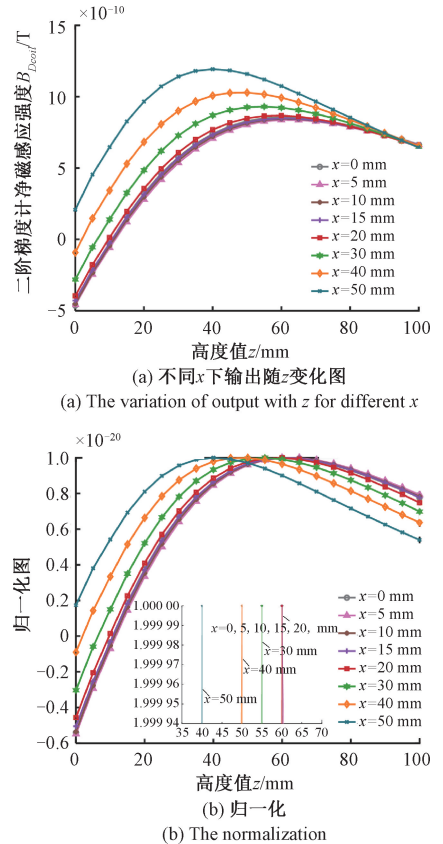 ×10⁻¹⁰
二阶梯度计净磁感应强度B_Dcoil/T
15
10
5
0
−5
x=0 mm
x=5 mm
x=10 mm
x=15 mm
x=20 mm
x=30 mm
x=40 mm
x=50 mm
0 20 40 60 80 100
高度值z/mm
(a) 不同x下输出随z变化图
(a) The variation of output with z for different x
×10⁻²⁰
归一化图
1.0
0.8
0.6
0.4
0.2
0
−0.2
−0.4
−0.6
1.000 00
1.999 99
1.999 98
1.999 97
1.999 96
1.999 95
1.999 94
x=0, 5, 10, 15, 20, mm
x=30 mm
x=40 mm
x=50 mm
35 40 45 50 55 60 65 70
x=0 mm
x=5 mm
x=10 mm
x=15 mm
x=20 mm
x=30 mm
x=40 mm
x=50 mm
0 20 40 60 80 100
高度值z/mm
(b) 归一化
(b) The normalization